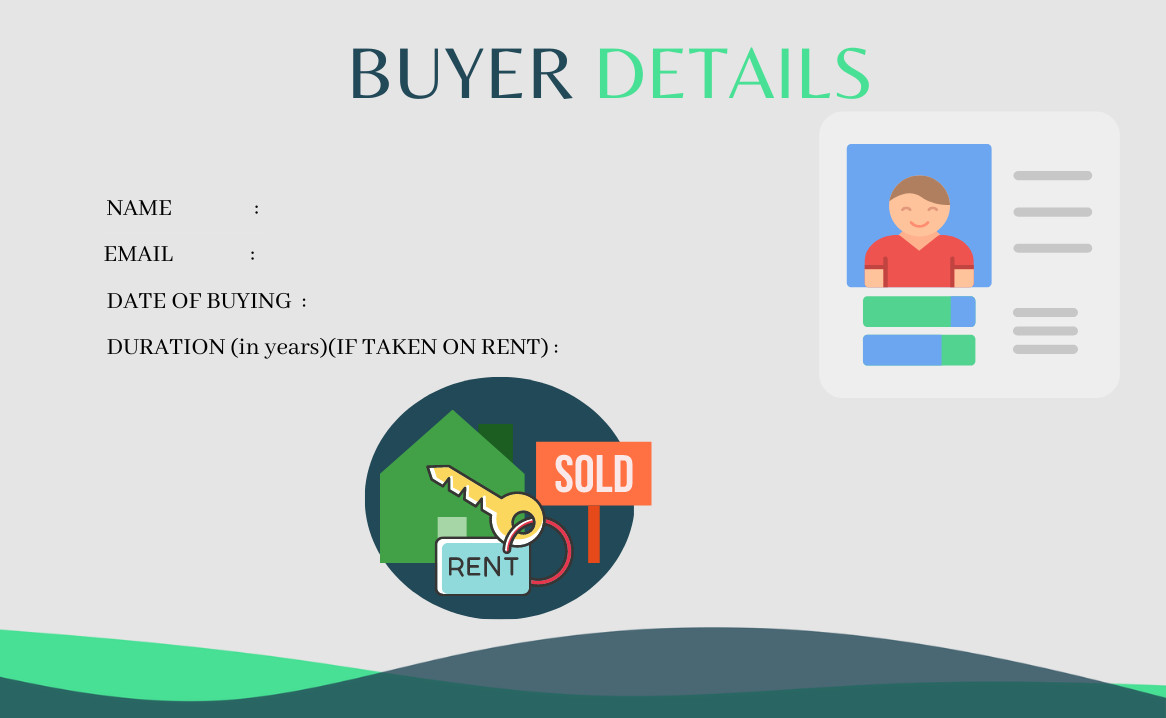 BUYER DETAILS
NAME :
EMAIL :
DATE OF BUYING :
DURATION (in years)(IF TAKEN ON RENT) :
SOLD
RENT